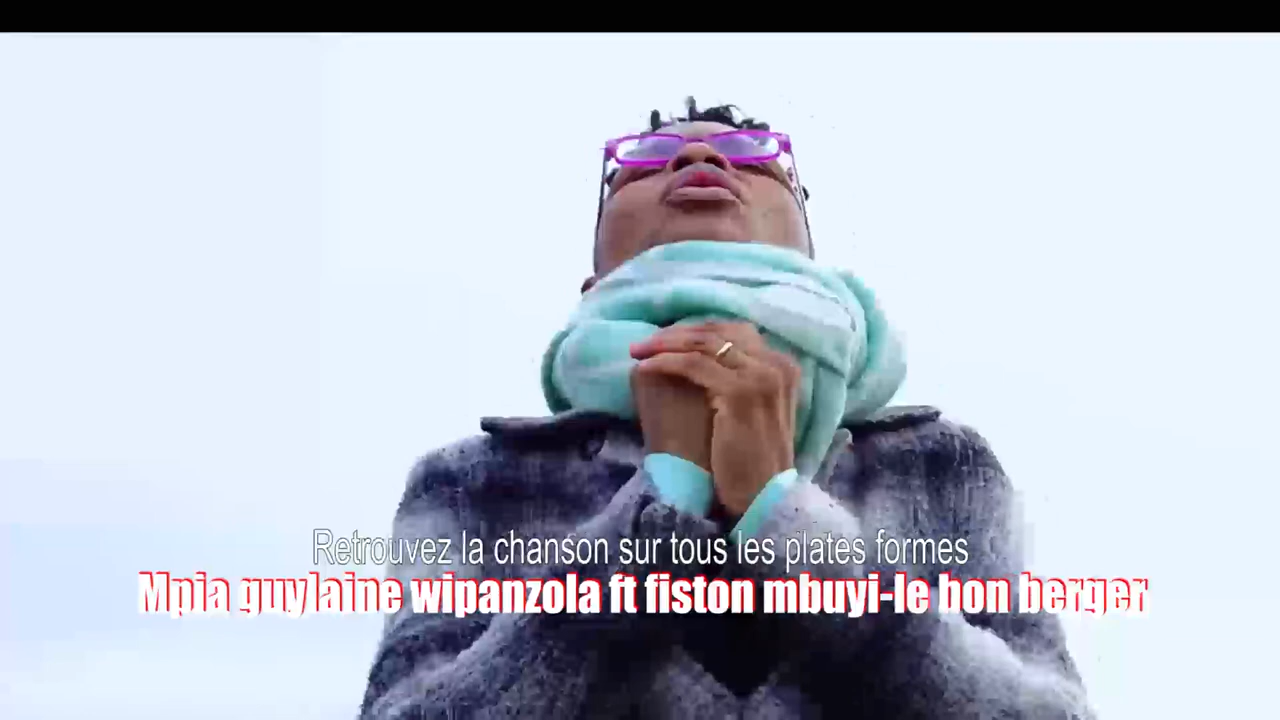 Retrouvez la chanson sur tous les plates formes
Mpia guylaine wipanzola ft fiston mbuyi-le bon berger